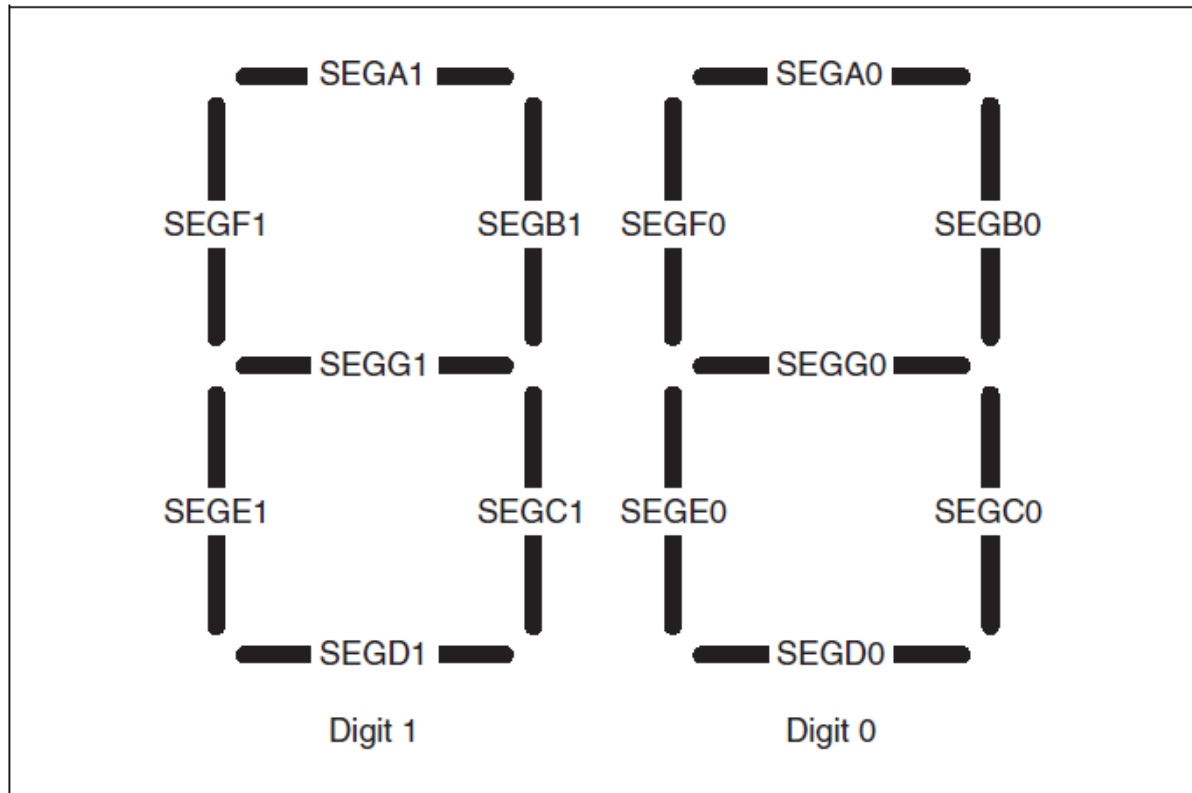 SEGA1 SEGA0
SEGF1 SEGB1 SEGF0 SEGB0
SEGG1 SEGG0
SEGE1 SEGC1 SEGE0 SEGC0
SEGD1 SEGD0
Digit 1 Digit 0